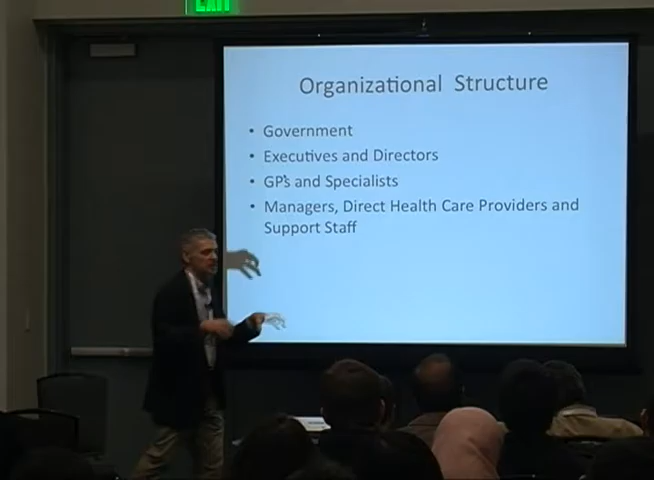 EXIT
Organizational Structure
• Government
• Executives and Directors
• GP's and Specialists
• Managers, Direct Health Care Providers and
Support Staff